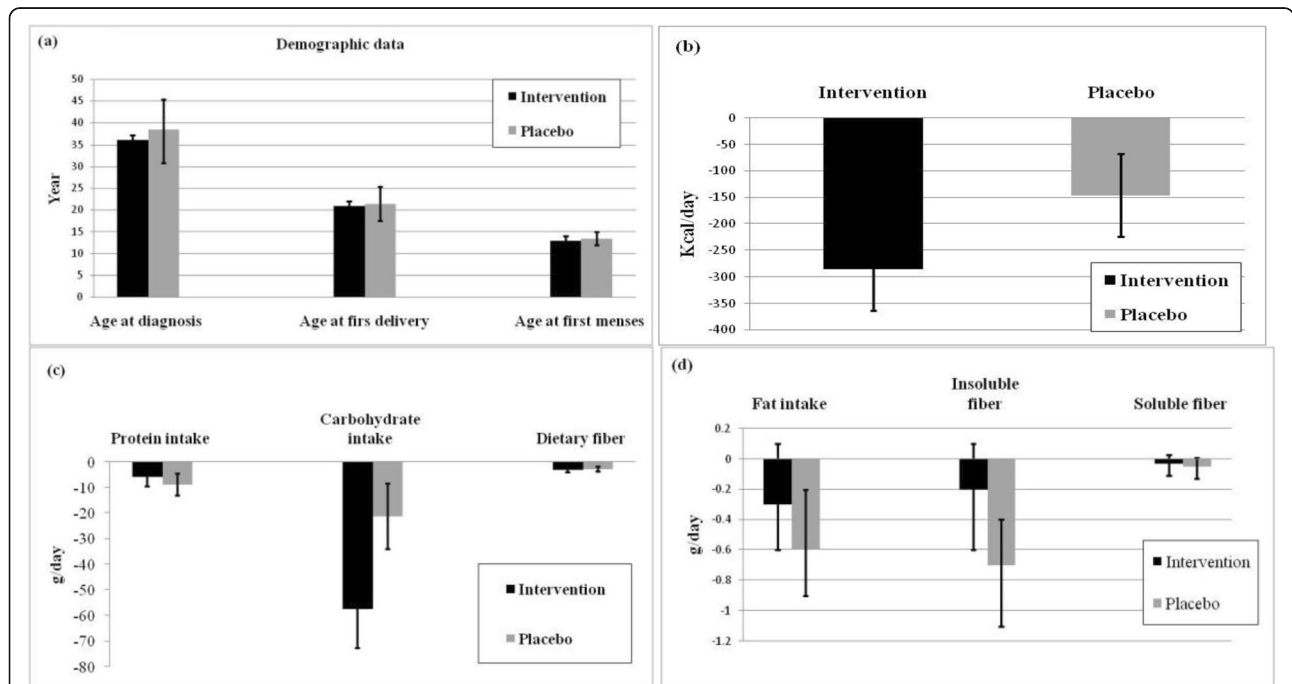 (a)
Demographic data
50
45
40
35
30
25
20
15
10
5
0
Year
Intervention
Placebo
Age at diagnosis
Age at firs delivery
Age at first menses
(b)
Intervention
Placebo
0
-50
-100
-150
-200
-250
-300
-350
-400
Kcal/day
Intervention
Placebo
(c)
Protein intake
Carbohydrate
intake
Dietary fiber
0
-10
-20
-30
-40
-50
-60
-70
-80
g/day
Intervention
Placebo
(d)
Fat intake
Insoluble
fiber
Soluble fiber
0.2
0
-0.2
-0.4
-0.6
-0.8
-1
-1.2
g/day
Intervention
Placebo